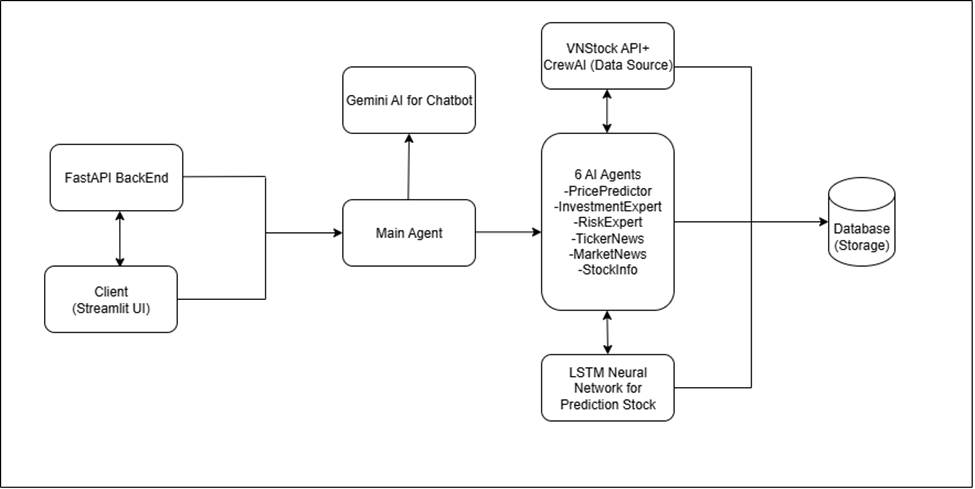 VNStock API+
CrewAI (Data Source)
Gemini AI for Chatbot
FastAPI BackEnd
6 AI Agents
-PricePredictor
-InvestmentExpert
-RiskExpert
-TickerNews
-MarketNews
-StockInfo
Main Agent
Database
(Storage)
Client
(Streamlit UI)
LSTM Neural
Network for
Prediction Stock